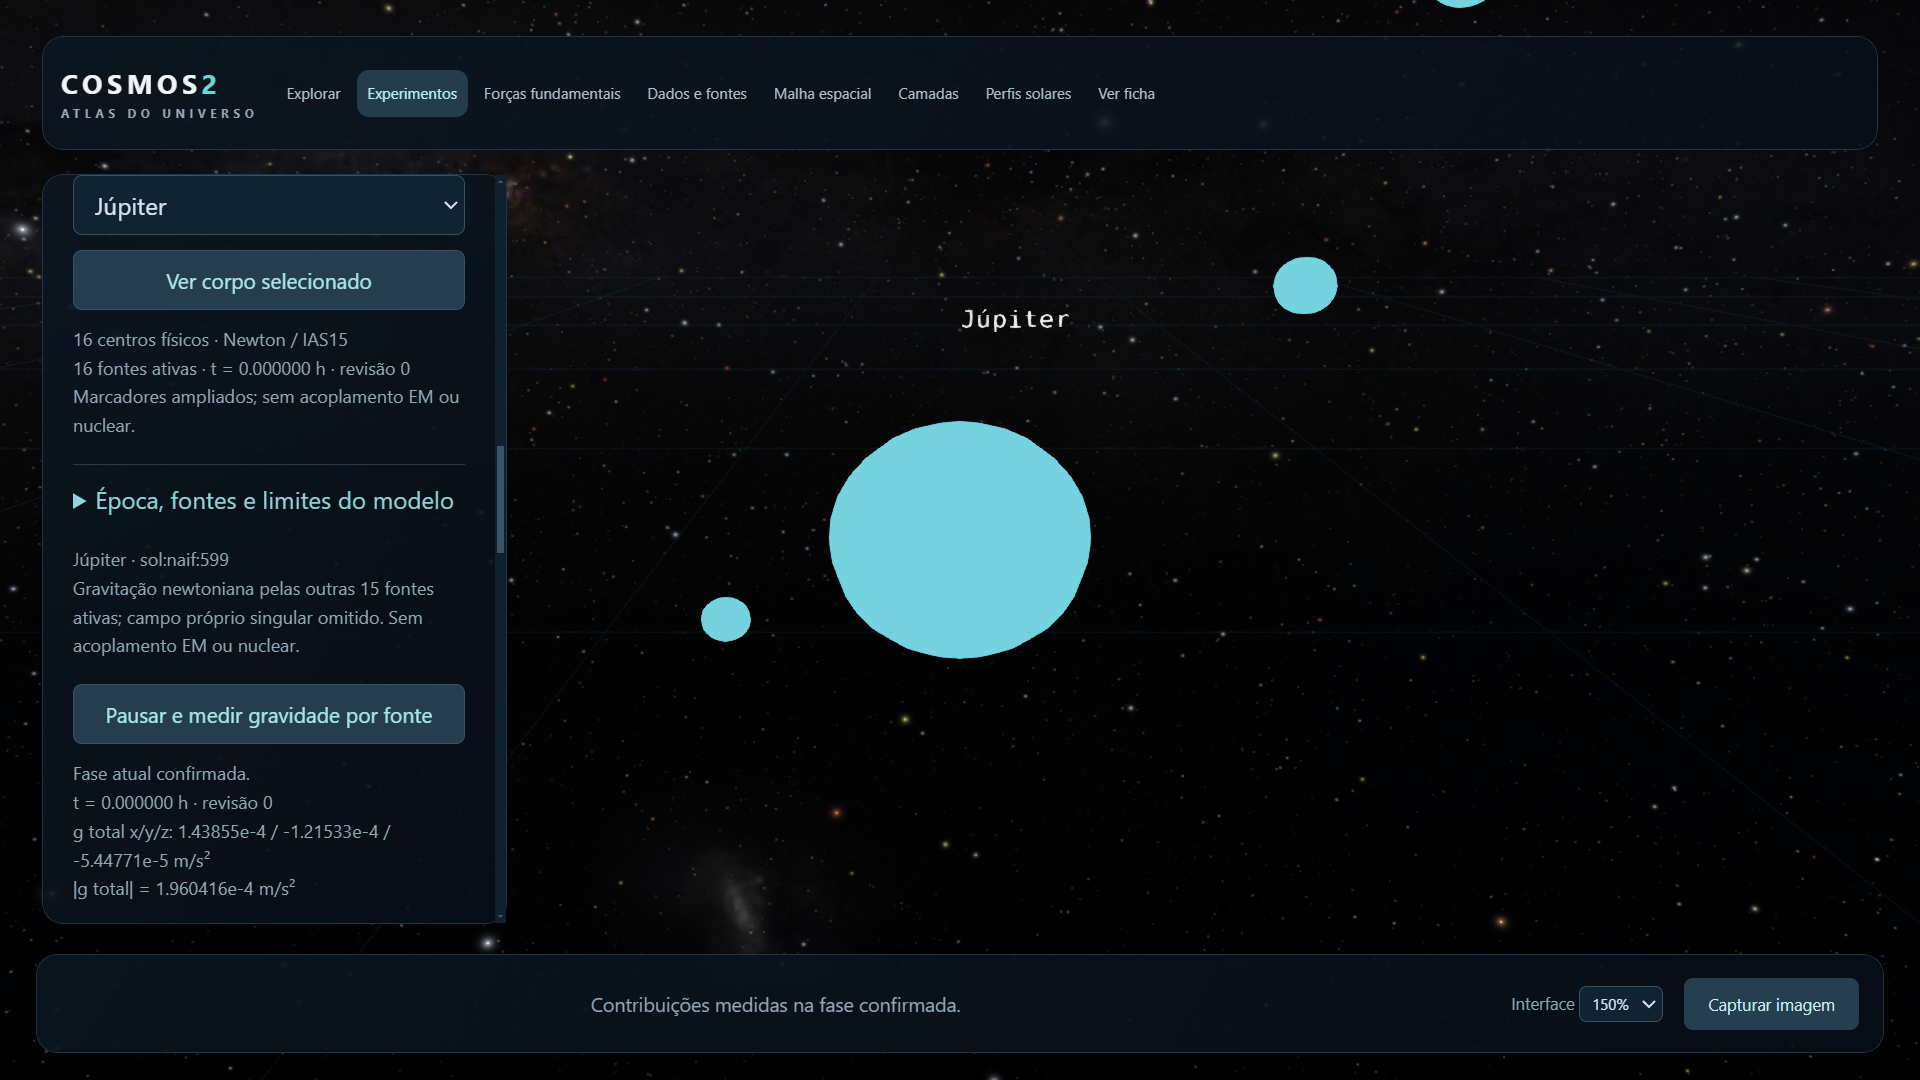 COSMOS2
ATLAS DO UNIVERSO
Explorar
Experimentos
Forças fundamentais
Dados e fontes
Malha espacial
Camadas
Perfis solares
Ver ficha
Júpiter
Ver corpo selecionado
16 centros físicos · Newton / IAS15
16 fontes ativas · t = 0.000000 h · revisão 0
Marcadores ampliados; sem acoplamento EM ou
nuclear.
Época, fontes e limites do modelo
Júpiter · sol:naif:599
Gravitação newtoniana pelas outras 15 fontes
ativas; campo próprio singular omitido. Sem
acoplamento EM ou nuclear.
Pausar e medir gravidade por fonte
Fase atual confirmada.
t = 0.000000 h · revisão 0
g total x/y/z: 1.43855e-4 / -1.21533e-4 /
-5.44771e-5 m/s²
|g total| = 1.960416e-4 m/s²
Júpiter
Contribuições medidas na fase confirmada.
Interface
150%
Capturar imagem